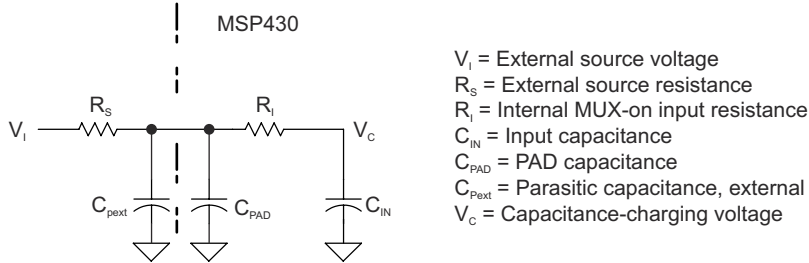 MSP430
V_I
R_S
R_I
V_C
C_pext
C_PAD
C_IN
V_I = External source voltage
R_S = External source resistance
R_I = Internal MUX-on input resistance
C_IN = Input capacitance
C_PAD = PAD capacitance
C_Pext = Parasitic capacitance, external
V_C = Capacitance-charging voltage